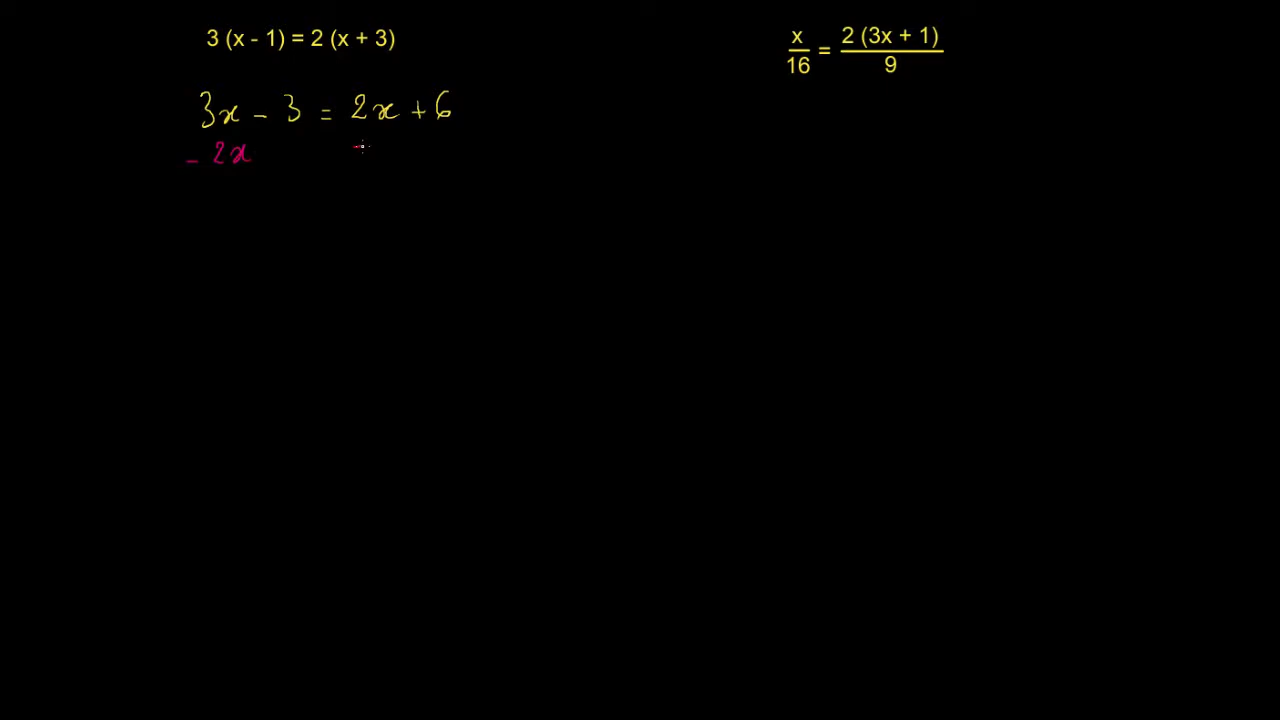 3 (x - 1) = 2 (x + 3)
3x - 3 = 2x + 6
- 2x -
x/16 = 2 (3x + 1)/9